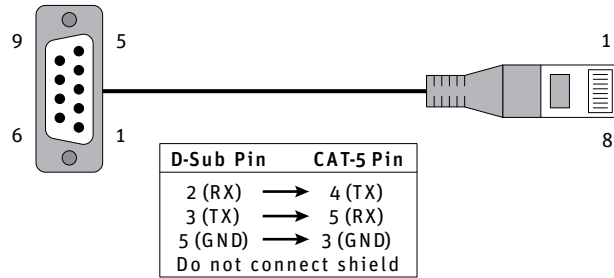 9 5 1
6 1 8
D-Sub Pin CAT-5 Pin
2 (RX) → 4 (TX)
3 (TX) → 5 (RX)
5 (GND) → 3 (GND)
Do not connect shield